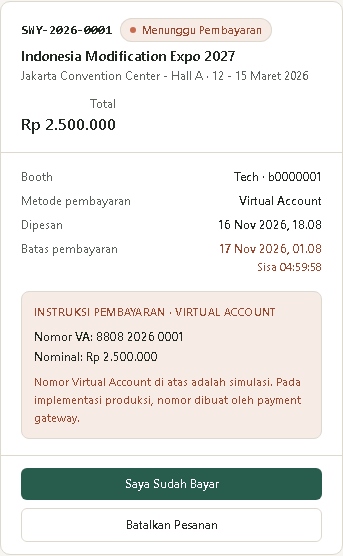 SWY-2026-0001 Menunggu Pembayaran
Indonesia Modification Expo 2027
Jakarta Convention Center - Hall A · 12 - 15 Maret 2026
Total
Rp 2.500.000
Booth Tech · b0000001
Metode pembayaran Virtual Account
Dipesan 16 Nov 2026, 18.08
Batas pembayaran 17 Nov 2026, 01.08
Sisa 04:59:58
INSTRUKSI PEMBAYARAN · VIRTUAL ACCOUNT
Nomor VA: 8808 2026 0001
Nominal: Rp 2.500.000
Nomor Virtual Account di atas adalah simulasi. Pada
implementasi produksi, nomor dibuat oleh payment
gateway.
Saya Sudah Bayar
Batalkan Pesanan